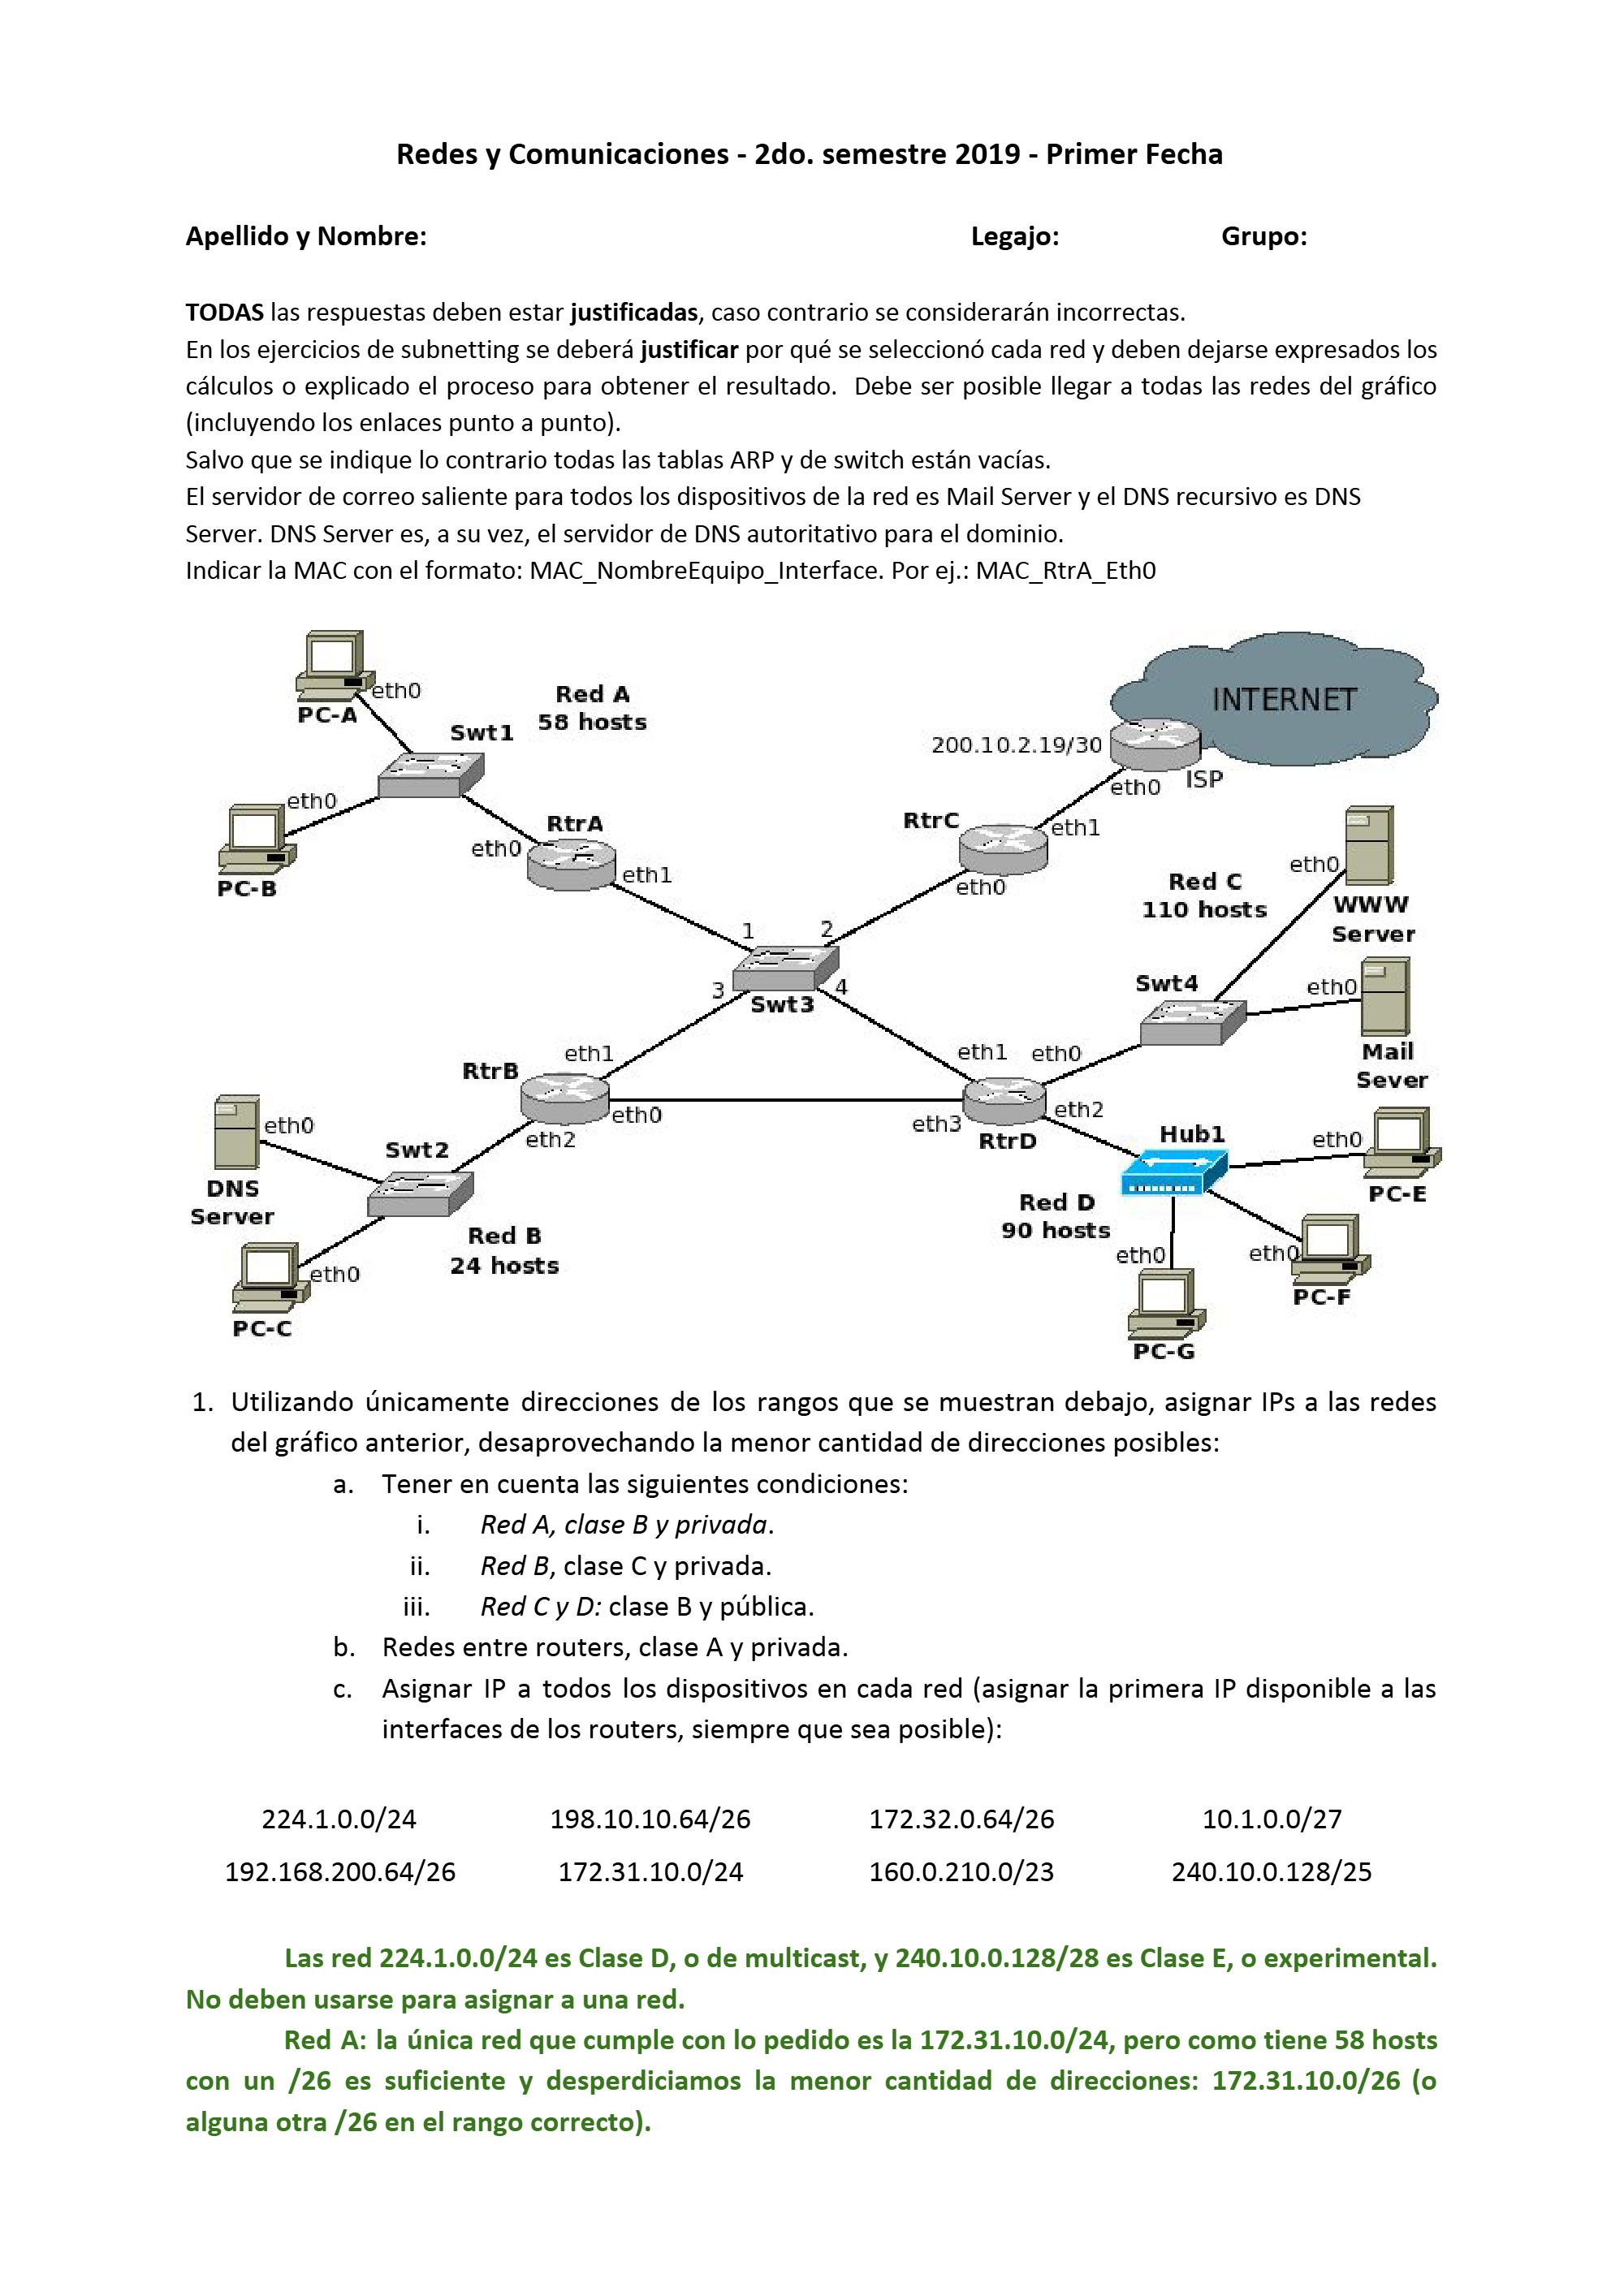 Redes y Comunicaciones - 2do. semestre 2019 - Primer Fecha
Apellido y Nombre: Legajo: Grupo:
TODAS las respuestas deben estar justificadas, caso contrario se considerarán incorrectas.
En los ejercicios de subnetting se deberá justificar por qué se seleccionó cada red y deben dejarse expresados los
cálculos o explicado el proceso para obtener el resultado. Debe ser posible llegar a todas las redes del gráfico
(incluyendo los enlaces punto a punto).
Salvo que se indique lo contrario todas las tablas ARP y de switch están vacías.
El servidor de correo saliente para todos los dispositivos de la red es Mail Server y el DNS recursivo es DNS
Server. DNS Server es, a su vez, el servidor de DNS autoritativo para el dominio.
Indicar la MAC con el formato: MAC_NombreEquipo_Interface. Por ej.: MAC_RtrA_Eth0
eth0
PC-A
Red A
58 hosts
Swt1
INTERNET
200.10.2.19/30
ISP
eth0
eth0
PC-B
RtrA
eth0
eth1
RtrC
eth1
eth0
Red C
110 hosts
eth0
WWW
Server
1
2
3
4
Swt3
Swt4
eth0
Mail
Sever
eth1
RtrB
eth0
eth2
eth1
eth0
eth3
RtrD
eth2
eth0
DNS
Server
Swt2
Red B
24 hosts
eth0
PC-C
Hub1
eth0
PC-E
Red D
90 hosts
eth0
PC-G
eth0
PC-F
1. Utilizando únicamente direcciones de los rangos que se muestran debajo, asignar IPs a las redes
del gráfico anterior, desaprovechando la menor cantidad de direcciones posibles:
a. Tener en cuenta las siguientes condiciones:
i. Red A, clase B y privada.
ii. Red B, clase C y privada.
iii. Red C y D: clase B y pública.
b. Redes entre routers, clase A y privada.
c. Asignar IP a todos los dispositivos en cada red (asignar la primera IP disponible a las
interfaces de los routers, siempre que sea posible):
224.1.0.0/24 198.10.10.64/26 172.32.0.64/26 10.1.0.0/27
192.168.200.64/26 172.31.10.0/24 160.0.210.0/23 240.10.0.128/25
Las red 224.1.0.0/24 es Clase D, o de multicast, y 240.10.0.128/28 es Clase E, o experimental.
No deben usarse para asignar a una red.
Red A: la única red que cumple con lo pedido es la 172.31.10.0/24, pero como tiene 58 hosts
con un /26 es suficiente y desperdiciamos la menor cantidad de direcciones: 172.31.10.0/26 (o
alguna otra /26 en el rango correcto).